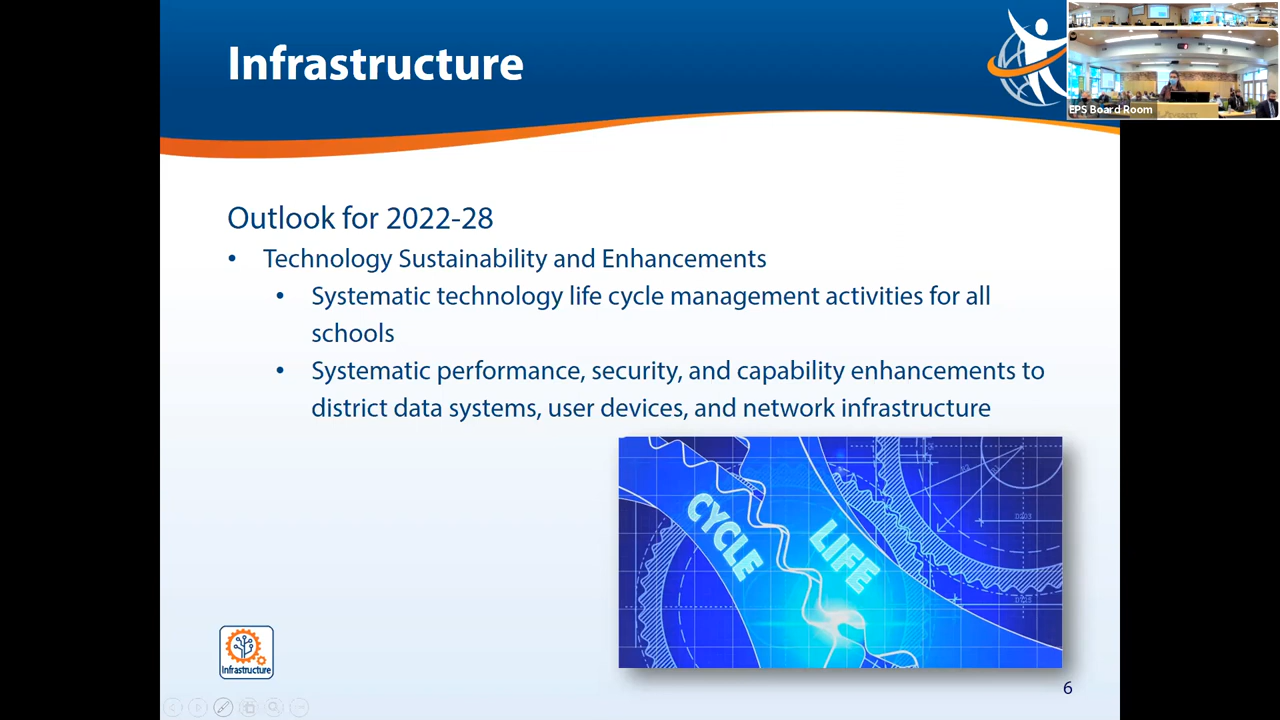 Infrastructure
EPS Board Room
Outlook for 2022-28
• Technology Sustainability and Enhancements
• Systematic technology life cycle management activities for all
schools
• Systematic performance, security, and capability enhancements to
district data systems, user devices, and network infrastructure
CYCLE
LIFE
D203
Infrastructure
6